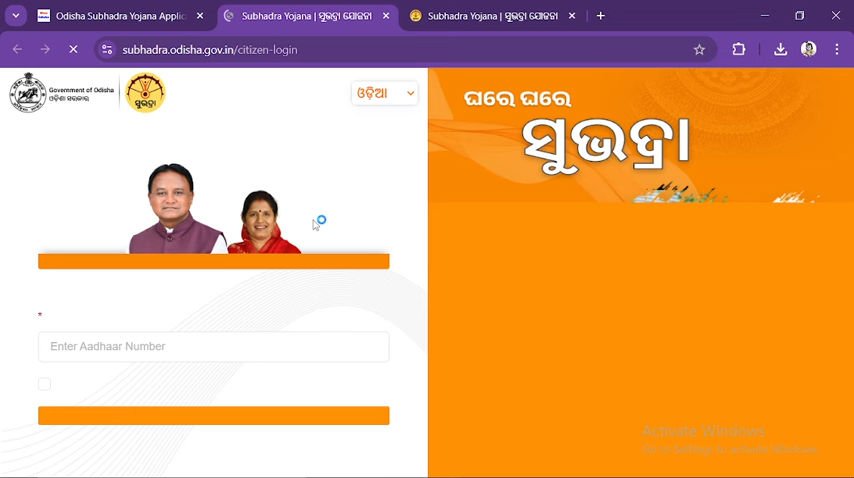 Odisha Subhadra Yojana Applic
Subhadra Yojana | ସୁଭଦ୍ରା ଯୋଜନା
Subhadra Yojana | ସୁଭଦ୍ରା ଯୋଜନା
subhadra.odisha.gov.in/citizen-login
Government of Odisha
ଓଡ଼ିଶା ସରକାର
ସୁଭଦ୍ରା
ଓଡ଼ିଆ
*
Enter Aadhaar Number
ଘରେ ଘରେ
ସୁଭଦ୍ରା
Activate Windows
Go to Settings to activate Windows.